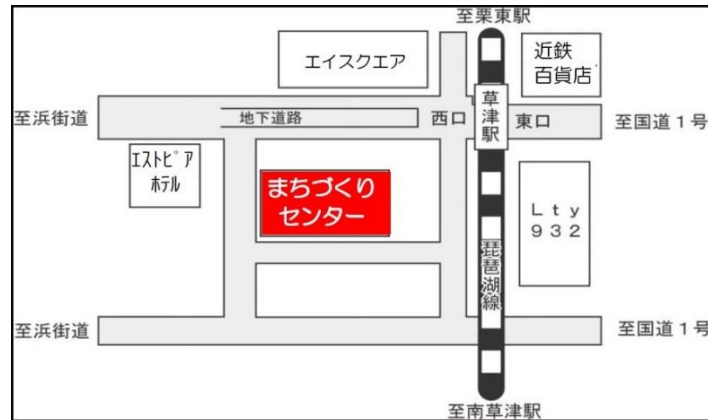 至栗東駅
エイスクエア
近鉄
百貨店
至浜街道
地下道路
西口
草津駅
東口
至国道1号
エストピア
ホテル
まちづくり
センター
Lty
932
琵琶湖線
至浜街道
至国道1号
至南草津駅